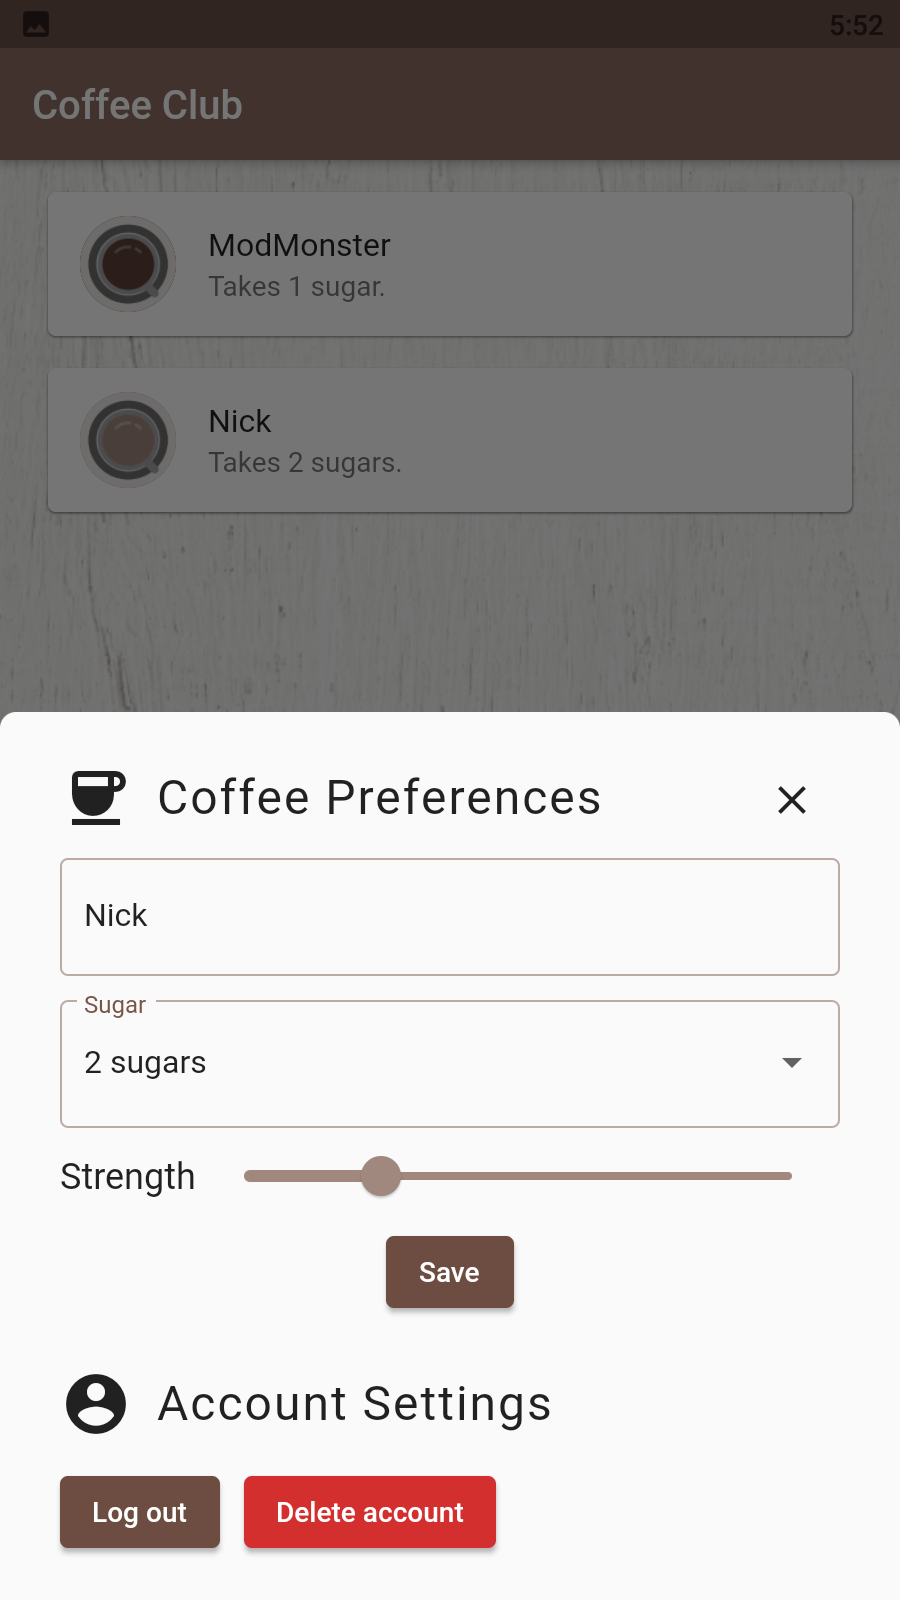 5:52
Coffee Club
ModMonster
Takes 1 sugar.
Nick
Takes 2 sugars.
Coffee Preferences
Nick
Sugar
2 sugars
Strength
Save
Account Settings
Log out
Delete account